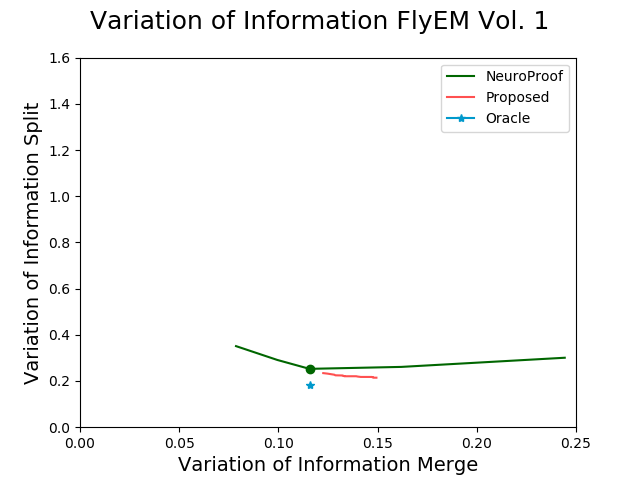 Variation of Information FlyEM Vol. 1
Variation of Information Split
1.6
1.4
1.2
1.0
0.8
0.6
0.4
0.2
0.0
NeuroProof
Proposed
Oracle
0.00 0.05 0.10 0.15 0.20 0.25
Variation of Information Merge